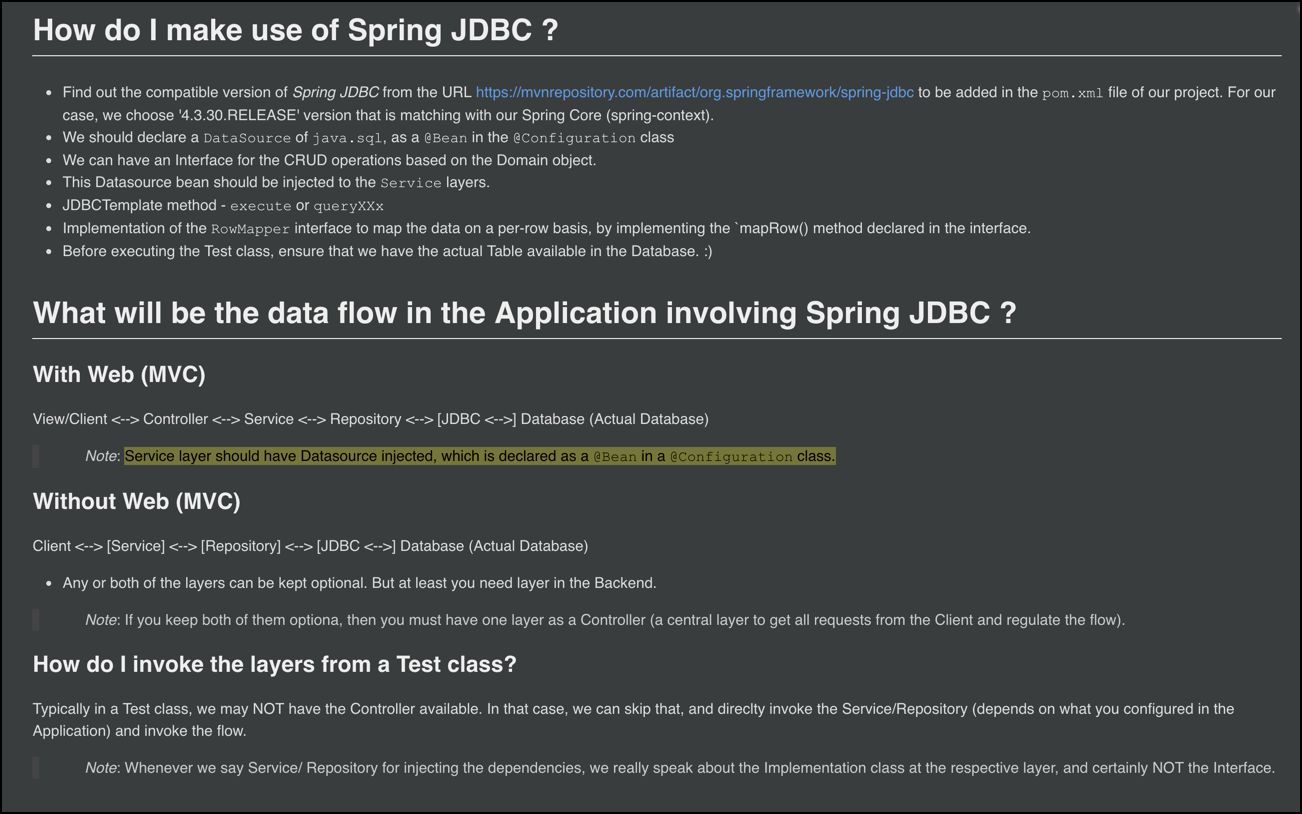 How do I make use of Spring JDBC ?
• Find out the compatible version of Spring JDBC from the URL https://mvnrepository.com/artifact/org.springframework/spring-jdbc to be added in the pom.xml file of our project. For our
case, we choose '4.3.30.RELEASE' version that is matching with our Spring Core (spring-context).
• We should declare a DataSource of java.sql, as a @Bean in the @Configuration class
• We can have an Interface for the CRUD operations based on the Domain object.
• This Datasource bean should be injected to the Service layers.
• JDBCTemplate method - execute or queryXXx
• Implementation of the RowMapper interface to map the data on a per-row basis, by implementing the `mapRow() method declared in the interface.
• Before executing the Test class, ensure that we have the actual Table available in the Database. :)
What will be the data flow in the Application involving Spring JDBC ?
With Web (MVC)
View/Client <--> Controller <--> Service <--> Repository <--> [JDBC <-->] Database (Actual Database)
Note: Service layer should have Datasource injected, which is declared as a @Bean in a @Configuration class.
Without Web (MVC)
Client <--> [Service] <--> [Repository] <--> [JDBC <-->] Database (Actual Database)
• Any or both of the layers can be kept optional. But at least you need layer in the Backend.
Note: If you keep both of them optiona, then you must have one layer as a Controller (a central layer to get all requests from the Client and regulate the flow).
How do I invoke the layers from a Test class?
Typically in a Test class, we may NOT have the Controller available. In that case, we can skip that, and direclty invoke the Service/Repository (depends on what you configured in the
Application) and invoke the flow.
Note: Whenever we say Service/ Repository for injecting the dependencies, we really speak about the Implementation class at the respective layer, and certainly NOT the Interface.